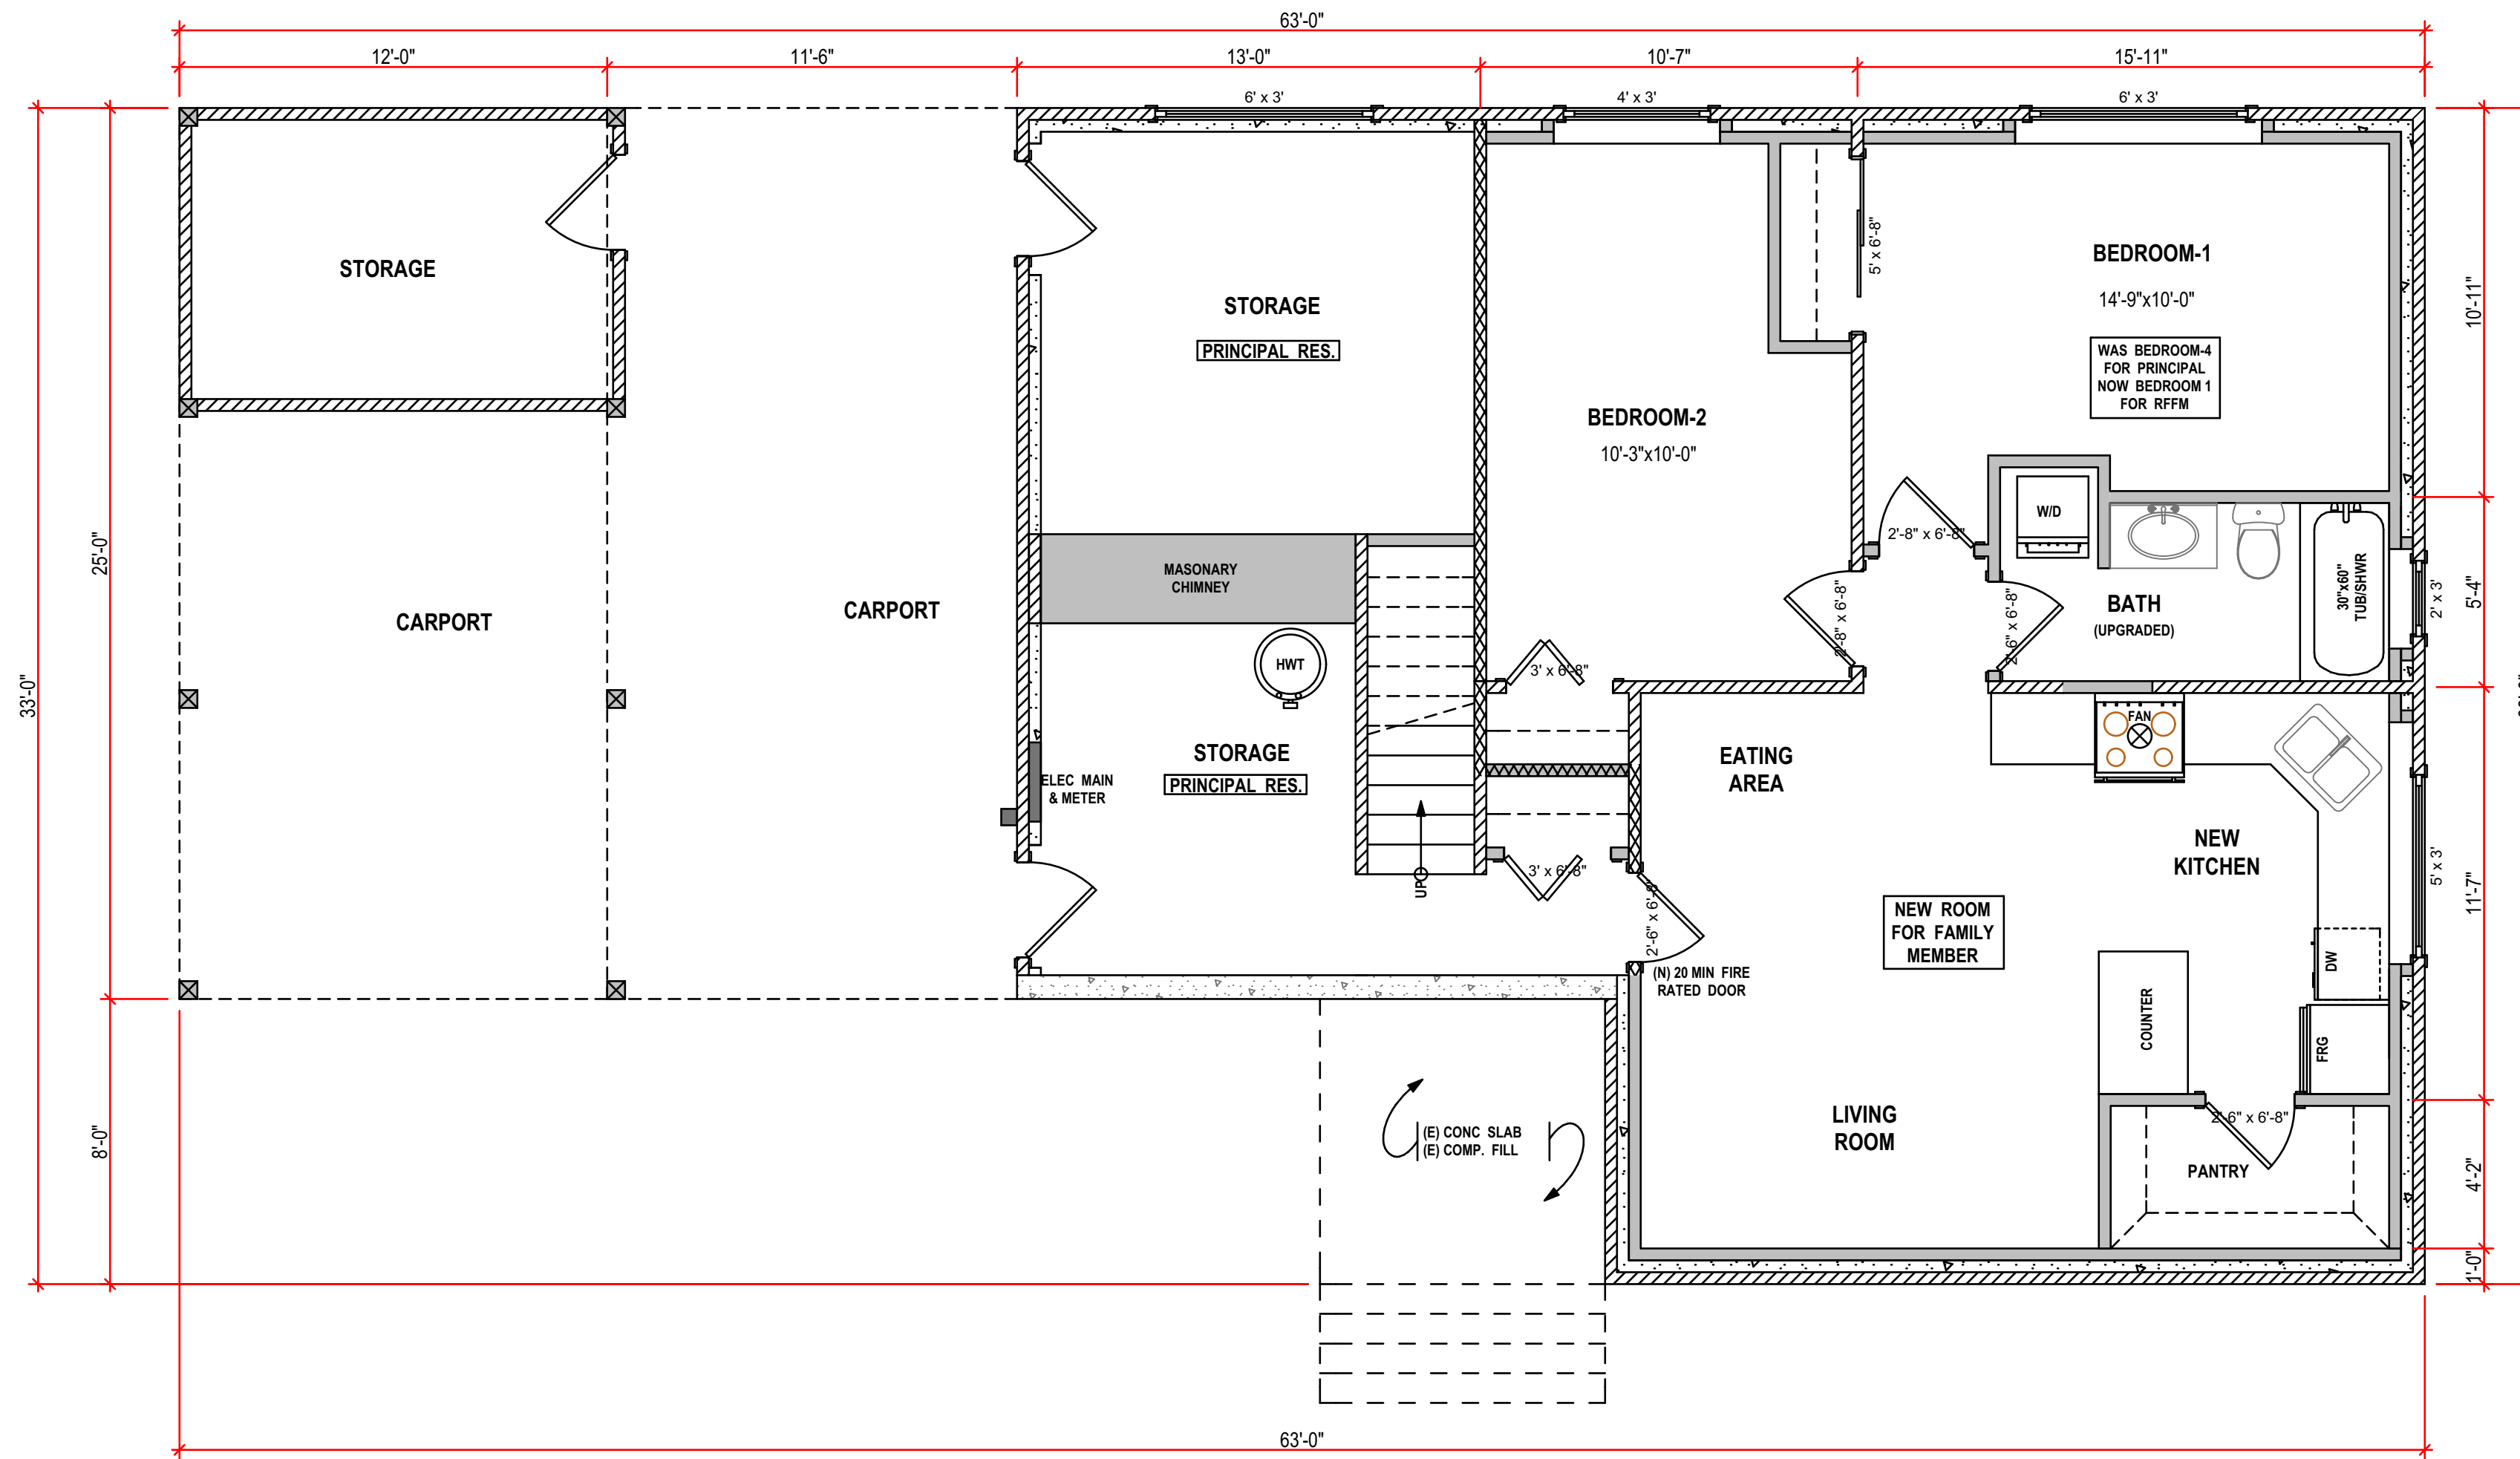 63'-0"
12'-0"
11'-6"
13'-0"
10'-7"
15'-11"
6' x 3'
4' x 3'
6' x 3'
STORAGE
STORAGE
PRINCIPAL RES.
5' x 6'-8"
BEDROOM-1
14'-9"x10'-0"
WAS BEDROOM-4
FOR PRINCIPAL
NOW BEDROOM 1
FOR RFFM
10'-11"
BEDROOM-2
10'-3"x10'-0"
W/D
2'-8" x 6'-8"
25'-0"
33'-0"
CARPORT
CARPORT
MASONARY
CHIMNEY
HWT
2'-8" x 6'-8"
2'-6" x 6'-8"
BATH
(UPGRADED)
30"x60"
TUB/SHWR
2' x 3'
5'-4"
3' x 6'-8"
STORAGE
PRINCIPAL RES.
ELEC MAIN
& METER
UP
3' x 6'-8"
EATING
AREA
FAN
NEW
KITCHEN
5' x 3'
11'-7"
2'-6" x 6'-8"
NEW ROOM
FOR FAMILY
MEMBER
(N) 20 MIN FIRE
RATED DOOR
DW
COUNTER
FRG
8'-0"
(E) CONC SLAB
(E) COMP. FILL
LIVING
ROOM
2'-6" x 6'-8"
PANTRY
4'-2"
1'-0"
63'-0"